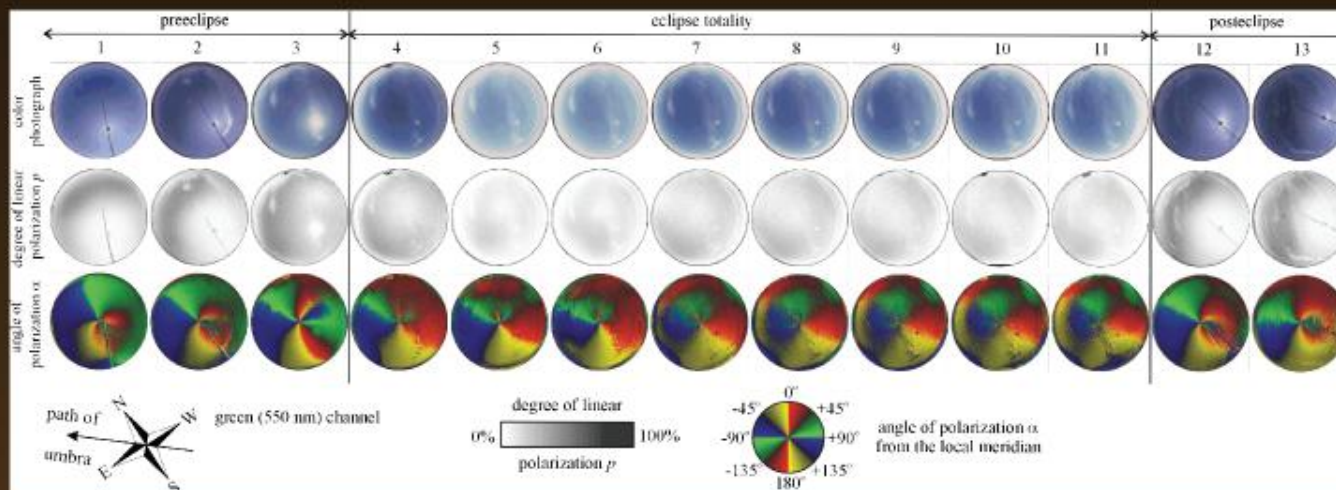 preeclipse eclipse totality posteclipse
1 2 3 4 5 6 7 8 9 10 11 12 13
color
photograph
degree of linear
polarization p
angle of
polarization α
path of
umbra
N
W
E
S
green (550 nm) channel
degree of linear
0% 100%
polarization p
0°
-45° +45°
-90° +90°
-135° +135°
180°
angle of polarization α
from the local meridian